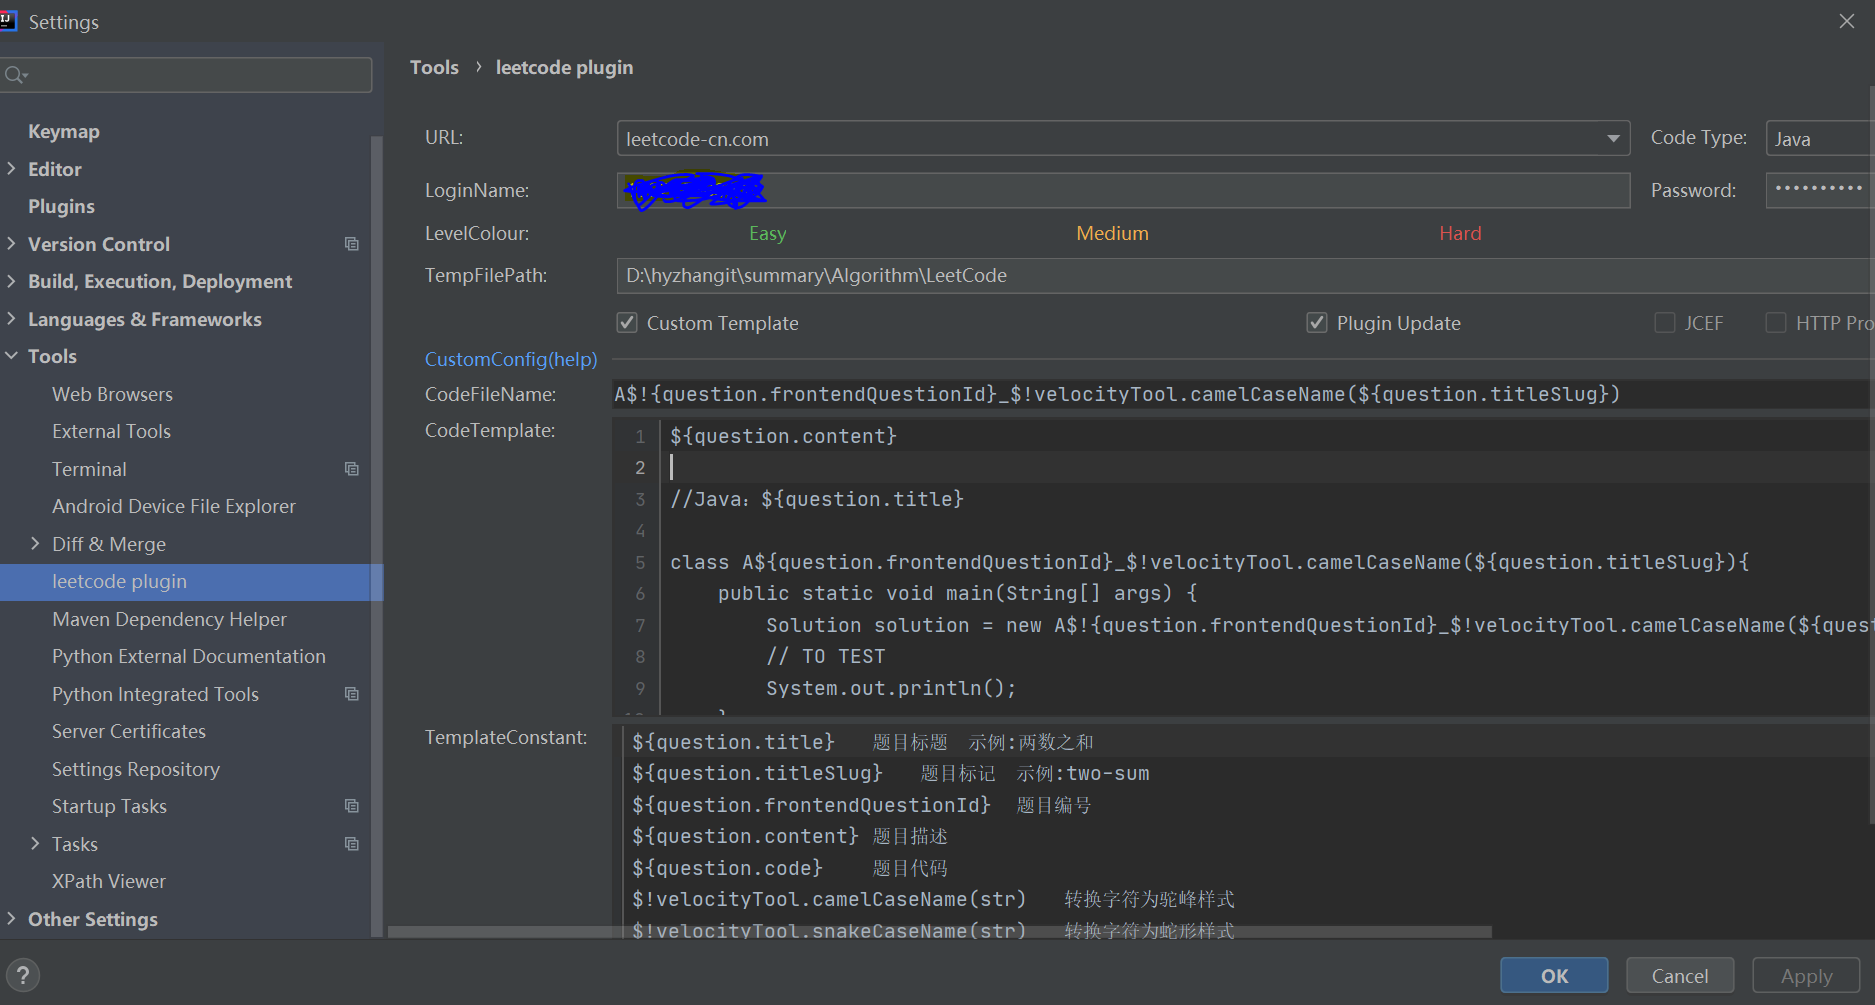 Settings
Keymap
Editor
Plugins
Version Control
Build, Execution, Deployment
Languages & Frameworks
Tools
Web Browsers
External Tools
Terminal
Android Device File Explorer
Diff & Merge
leetcode plugin
Maven Dependency Helper
Python External Documentation
Python Integrated Tools
Server Certificates
Settings Repository
Startup Tasks
Tasks
XPath Viewer
Other Settings
Tools › leetcode plugin
URL: leetcode-cn.com Code Type: Java
LoginName: Password: ••••••••••
LevelColour: Easy Medium Hard
TempFilePath: D:\hyzhangit\summary\Algorithm\LeetCode
Custom Template Plugin Update JCEF HTTP Pro
CustomConfig(help)
CodeFileName: A$!{question.frontendQuestionId}_$!velocityTool.camelCaseName(${question.titleSlug})
CodeTemplate:
1 ${question.content}
2
3 //Java：${question.title}
4
5 class A${question.frontendQuestionId}_$!velocityTool.camelCaseName(${question.titleSlug}){
6 public static void main(String[] args) {
7 Solution solution = new A$!{question.frontendQuestionId}_$!velocityTool.camelCaseName(${quest
8 // TO TEST
9 System.out.println();
}
TemplateConstant:
${question.title} 题目标题 示例:两数之和
${question.titleSlug} 题目标记 示例:two-sum
${question.frontendQuestionId} 题目编号
${question.content} 题目描述
${question.code} 题目代码
$!velocityTool.camelCaseName(str) 转换字符为驼峰样式
$!velocityTool.snakeCaseName(str) 转换字符为蛇形样式
?
OK Cancel Apply